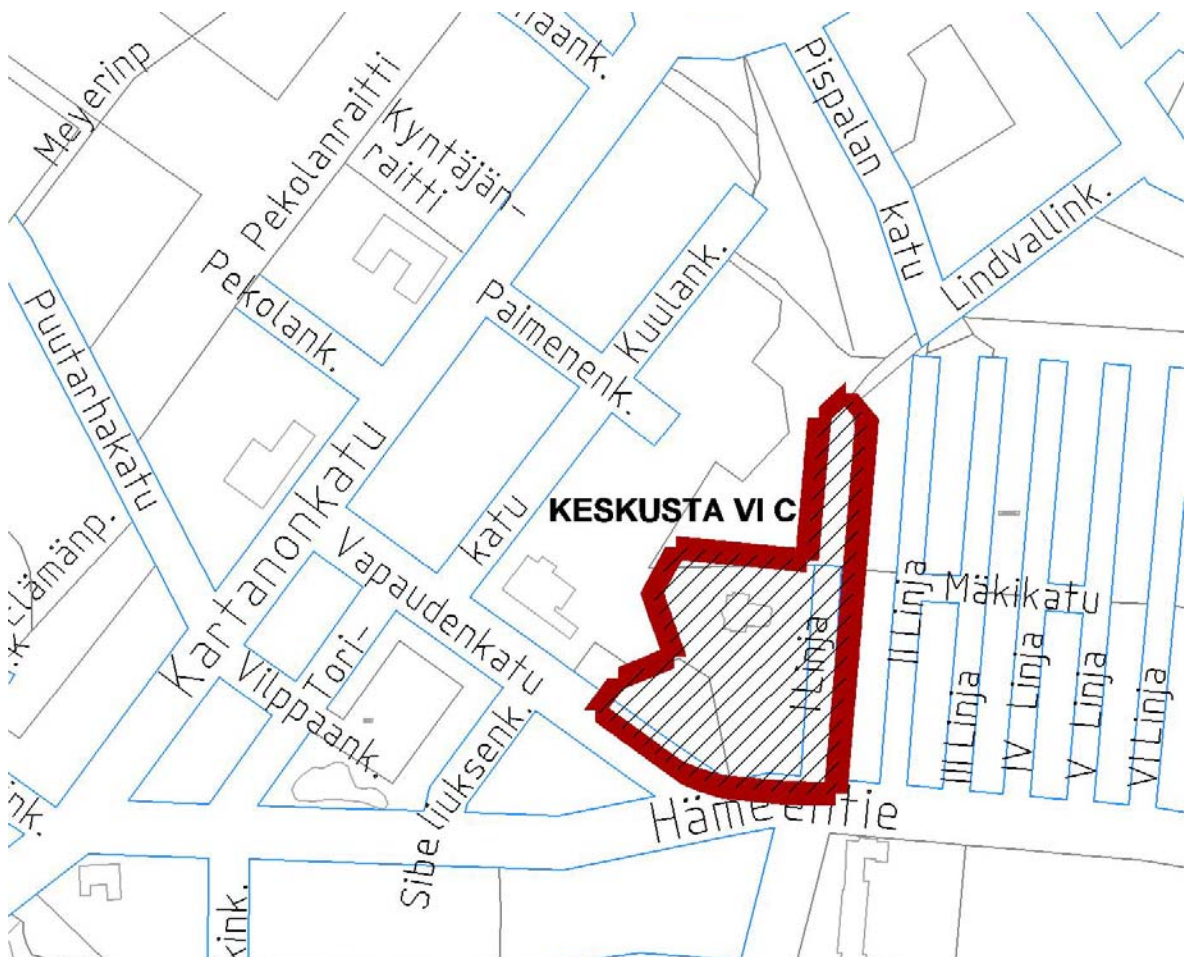 Meyerinp
Pekolanraitti
Kyntäjän-
raitti
Pispalan
katu
Lindvallink.
Pekolank.
Paimenenk.
Kuulank.
Puutarhakatu
Kartanonkatu
katu
KESKUSTA VI C
Vapaudenkatu
Tori-
Vilppaank.
Sibeliuksenk.
Hämeentie
I Linja
II Linja
Mäkikatu
III Linja
IV Linja
V Linja
VI Linja